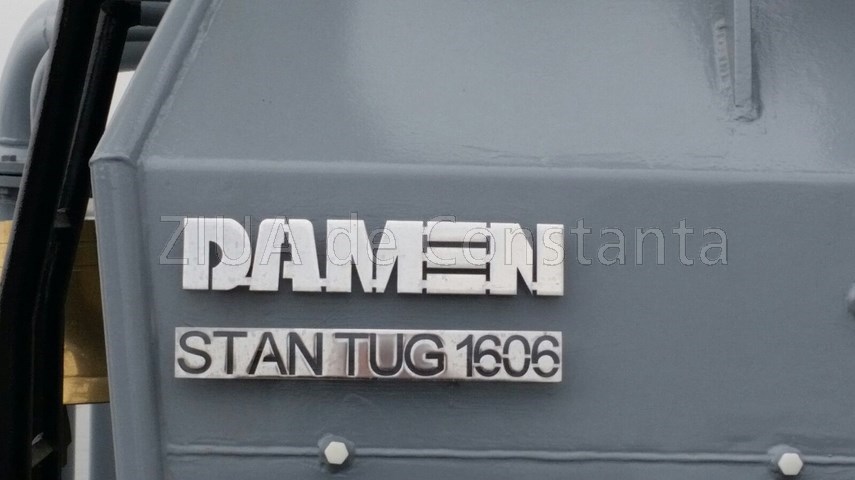 DAMEN
ZIUA de Constanta
STAN TUG 1606